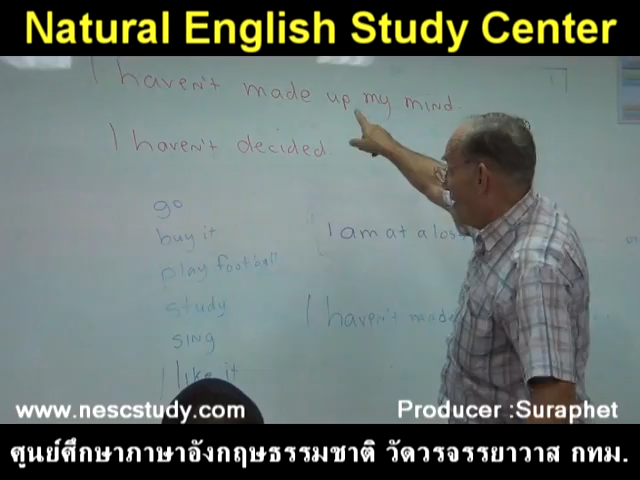 Natural English Study Center
I haven't made up my mind.
I haven't decided
go
buy it
I am at a loss
play football
study
I haven't made
sing
I like it
www.nescstudy.com
Producer :Suraphet
ศูนย์ศึกษาภาษาอังกฤษธรรมชาติ วัดวรจรรยาวาส กทม.